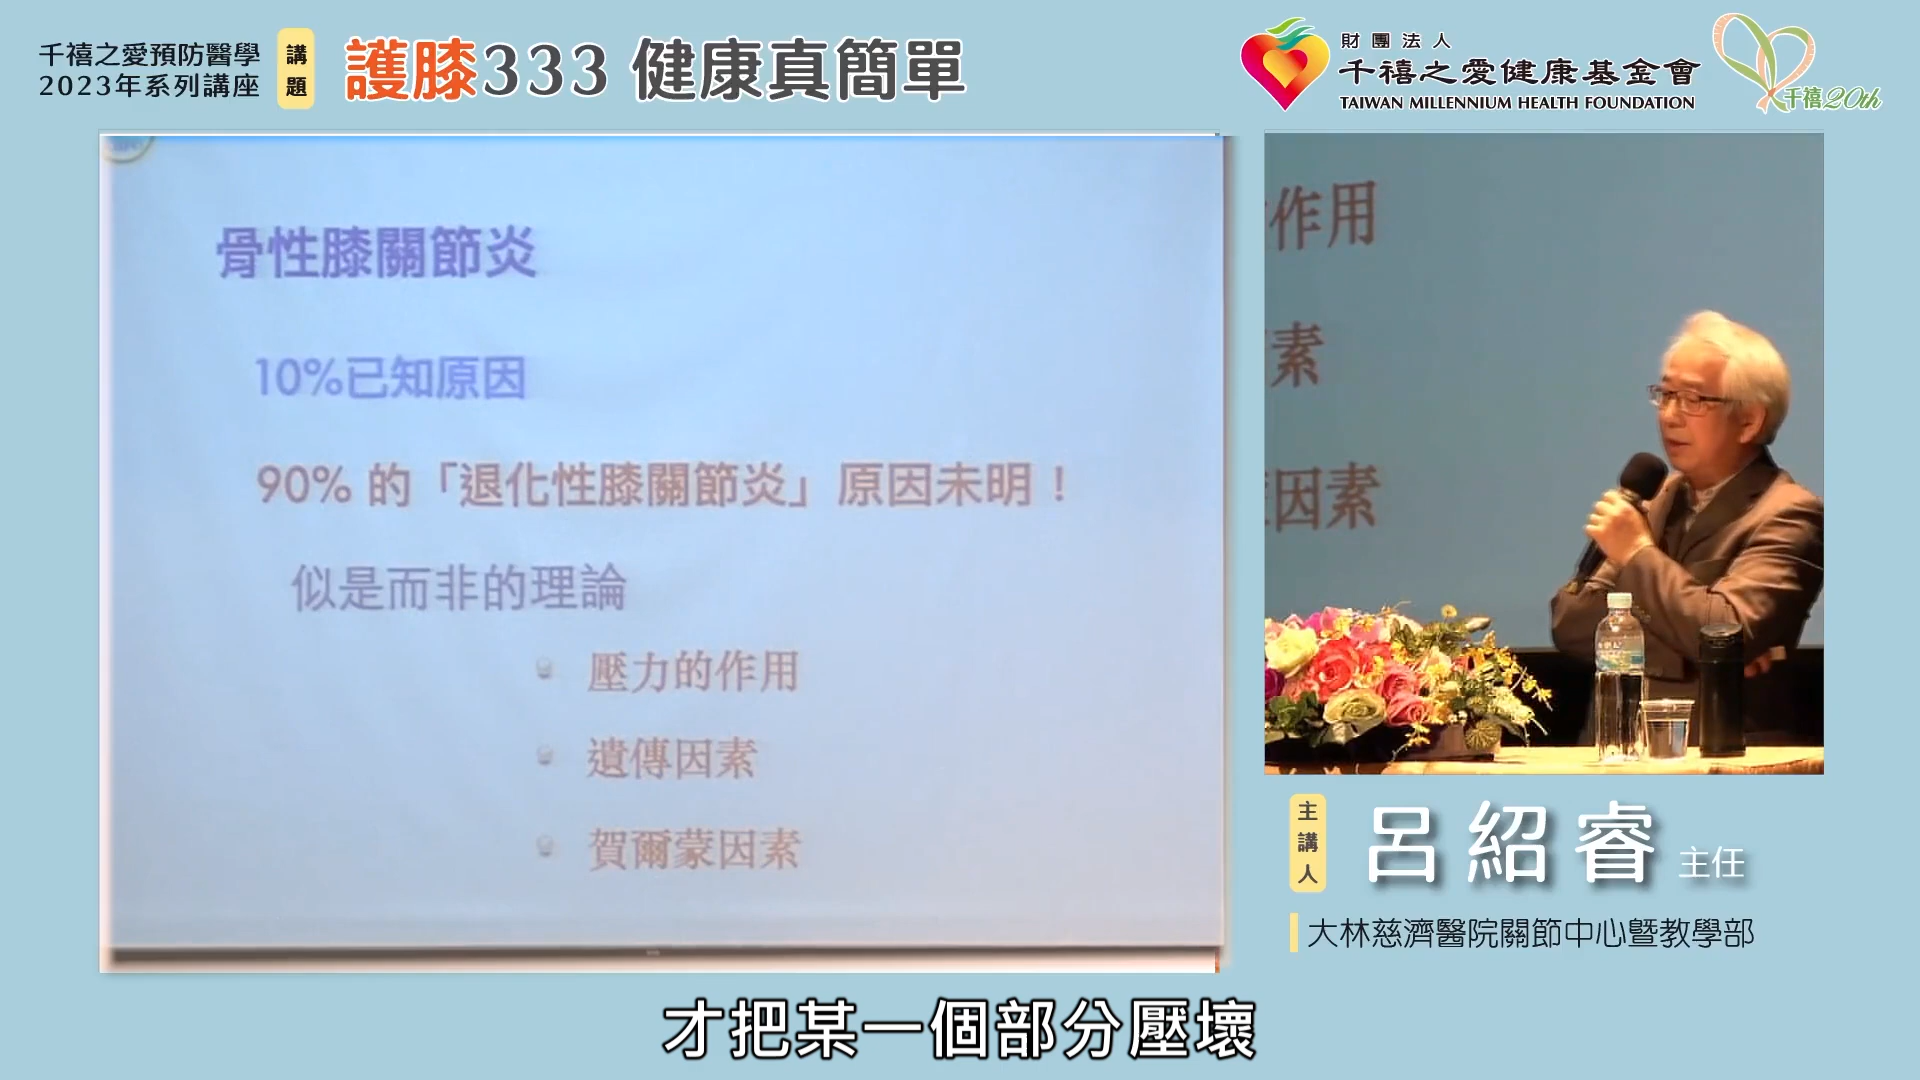 千禧之愛預防醫學
2023年系列講座
講題
護膝333 健康真簡單
財團法人
千禧之愛健康基金會
TAIWAN MILLENNIUM HEALTH FOUNDATION
千禧20th
骨性膝關節炎
10%已知原因
90% 的「退化性膝關節炎」原因未明！
似是而非的理論
壓力的作用
遺傳因素
賀爾蒙因素
作用
素
因素
主講人
呂紹睿 主任
大林慈濟醫院關節中心暨教學部
才把某一個部分壓壞